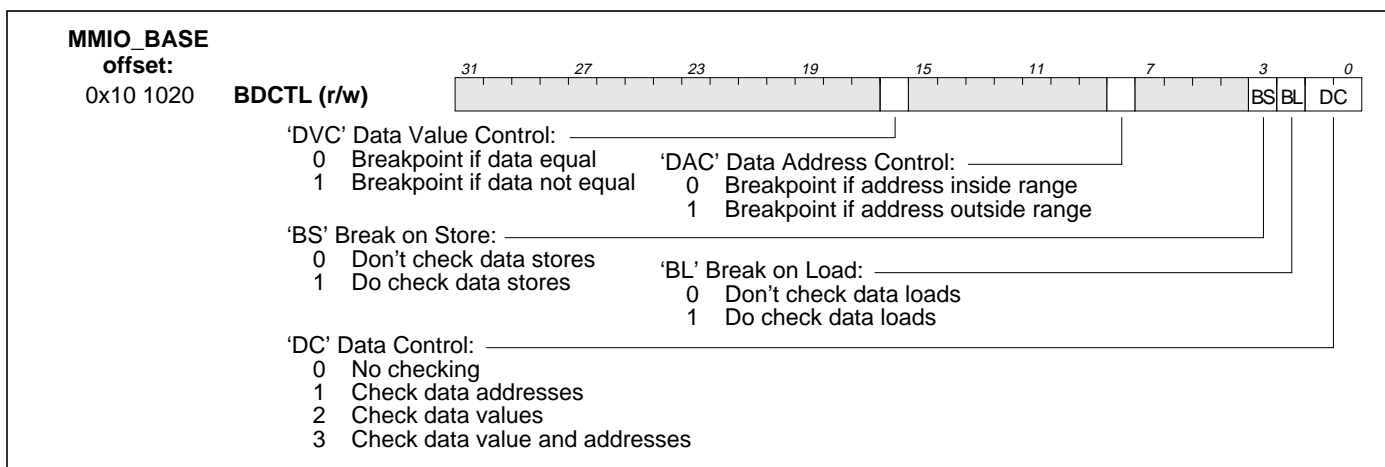 MMIO_BASE
offset:
31 27 23 19 15 11 7 3 0
0x10 1020 BDCTL (r/w) BS BL DC
‘DVC’ Data Value Control:
0 Breakpoint if data equal
1 Breakpoint if data not equal
‘DAC’ Data Address Control:
0 Breakpoint if address inside range
1 Breakpoint if address outside range
‘BS’ Break on Store:
0 Don’t check data stores
1 Do check data stores
‘BL’ Break on Load:
0 Don’t check data loads
1 Do check data loads
‘DC’ Data Control:
0 No checking
1 Check data addresses
2 Check data values
3 Check data value and addresses